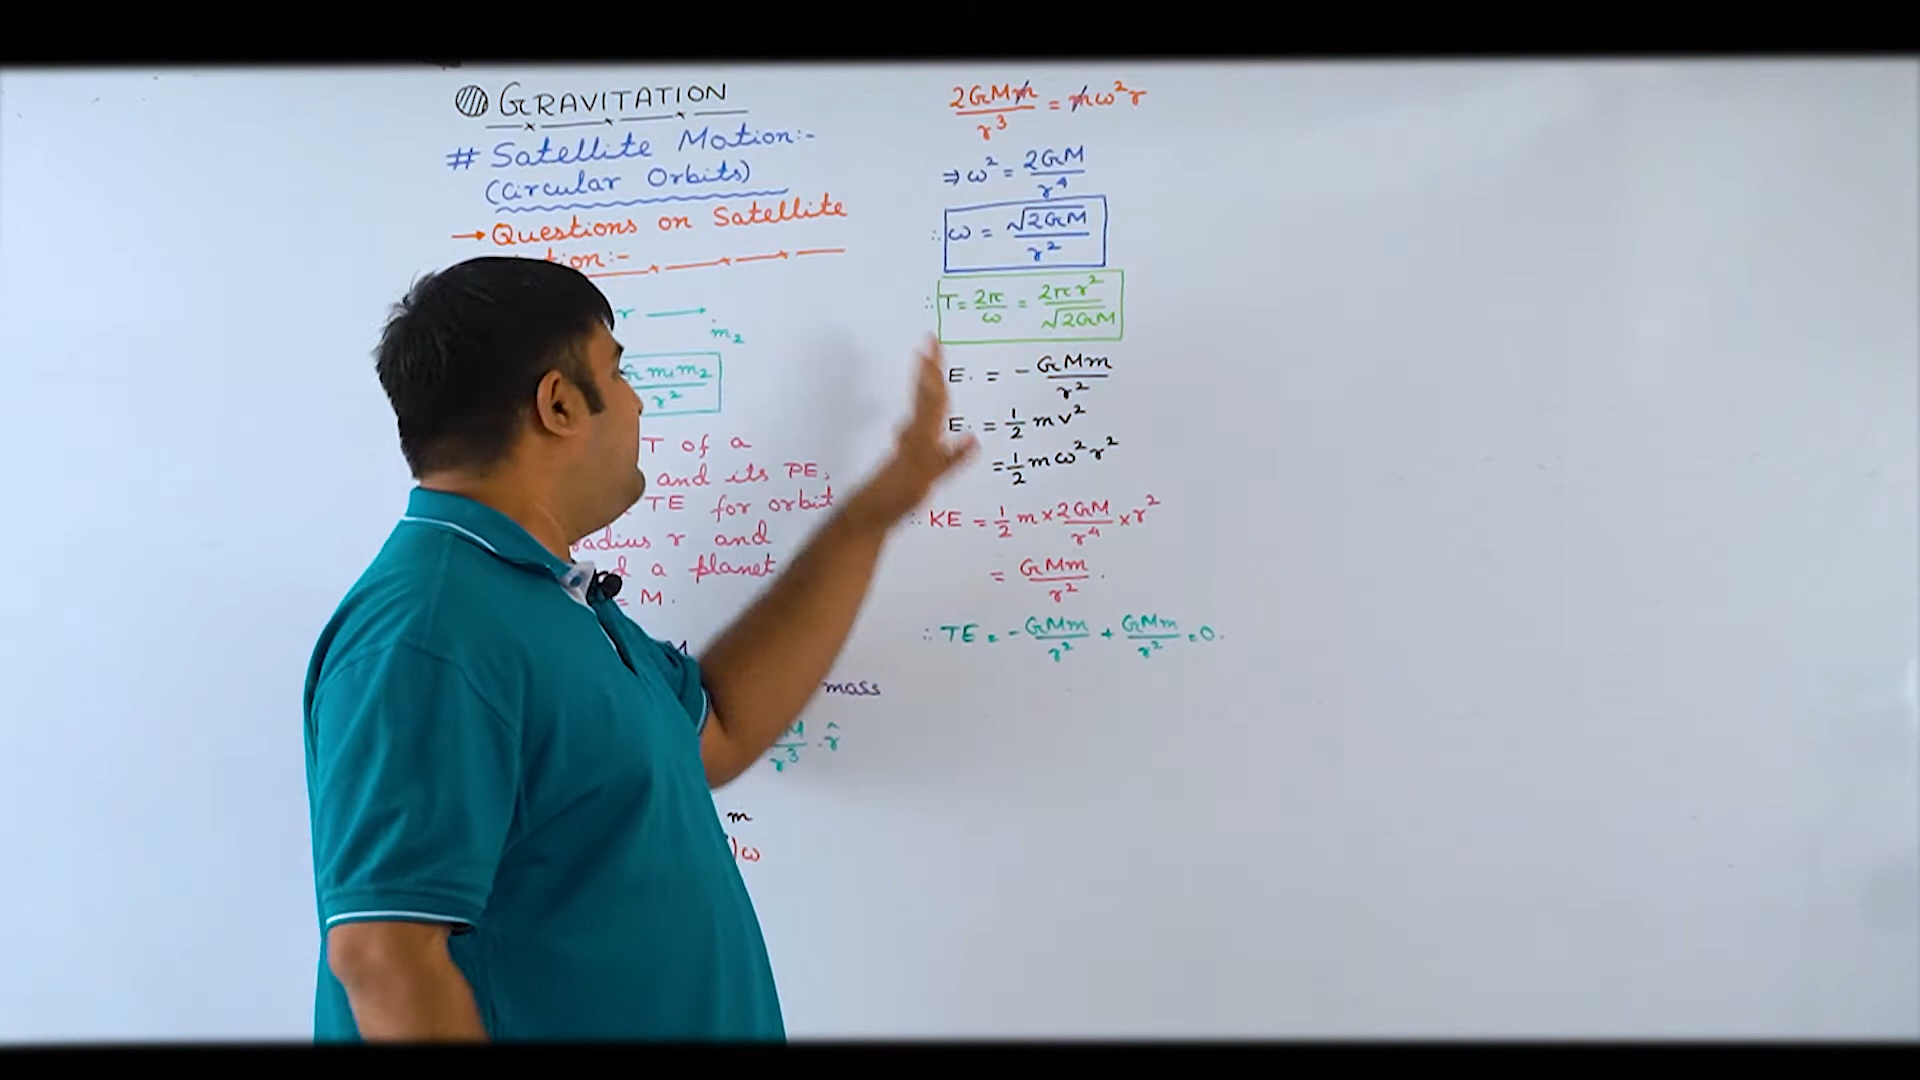 GRAVITATION
# Satellite Motion:-
(Circular Orbits)
→ Questions on Satellite
:-
r →
m₂
G m₁ m₂ / r²
T of a
and its PE,
TE for orbit
radius r and
a planet
= M.
M
mass
M / r³ · r̂
m
ω
2GMm / r³ = mω²r
⇒ ω² = 2GM / r⁴
∴ ω = √2GM / r²
∴ T = 2π / ω = 2πr² / √2GM
E. = - GMm / r²
E. = 1/2 mv²
= 1/2 mω²r²
∴ KE = 1/2 m × 2GM / r⁴ × r²
= GMm / r².
∴ TE = - GMm / r² + GMm / r² = 0.